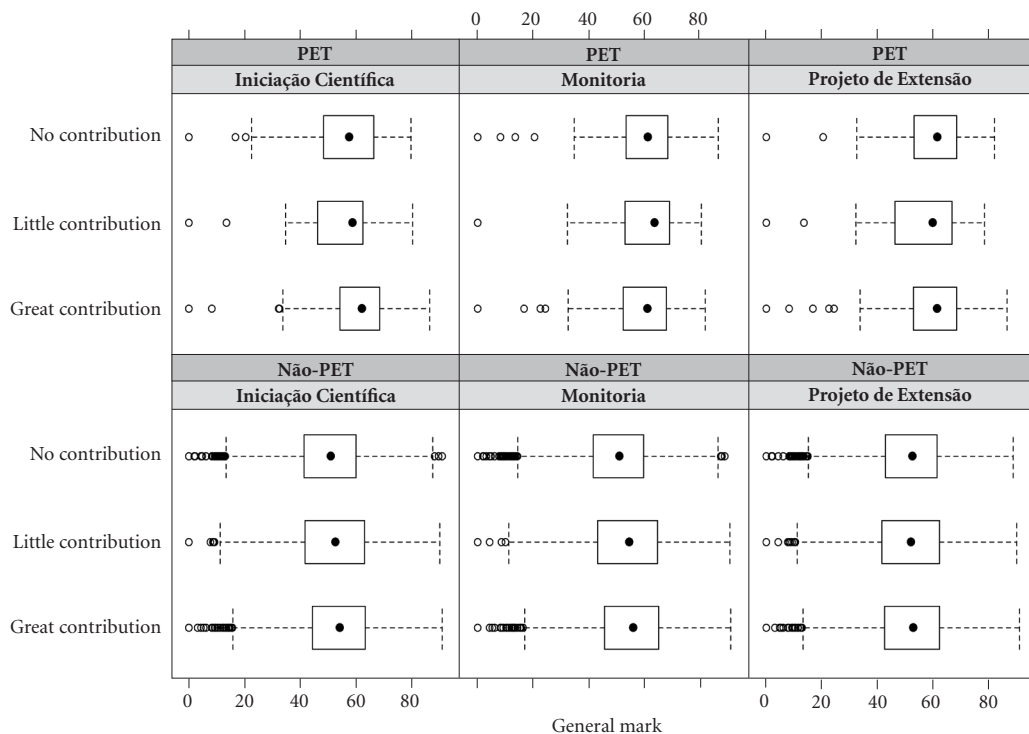 0 20 40 60 80
PET PET PET
Iniciação Científica Monitoria Projeto de Extensão
No contribution
Little contribution
Great contribution
Não-PET Não-PET Não-PET
Iniciação Científica Monitoria Projeto de Extensão
No contribution
Little contribution
Great contribution
0 20 40 60 80 0 20 40 60 80
General mark